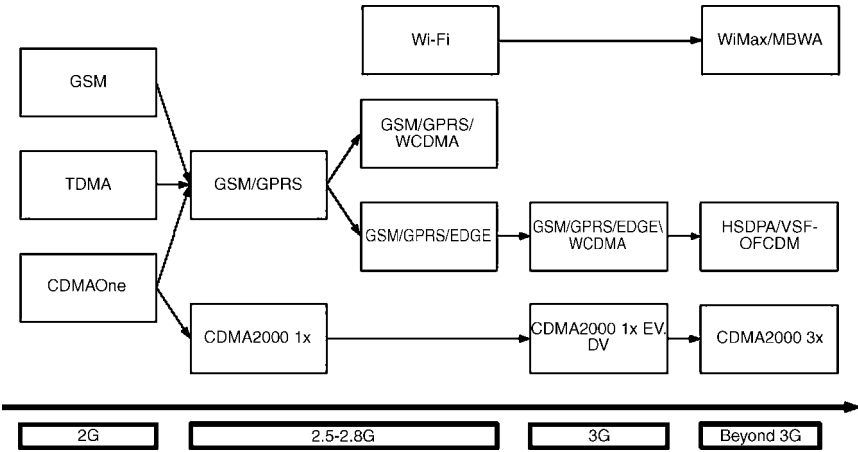 Wi-Fi
WiMax/MBWA
GSM
GSM/GPRS/
WCDMA
TDMA
GSM/GPRS
GSM/GPRS/EDGE
GSM/GPRS/EDGE\
WCDMA
HSDPA/VSF-
OFCDM
CDMAOne
CDMA2000 1x
CDMA2000 1x EV.
DV
CDMA2000 3x
2G
2.5-2.8G
3G
Beyond 3G